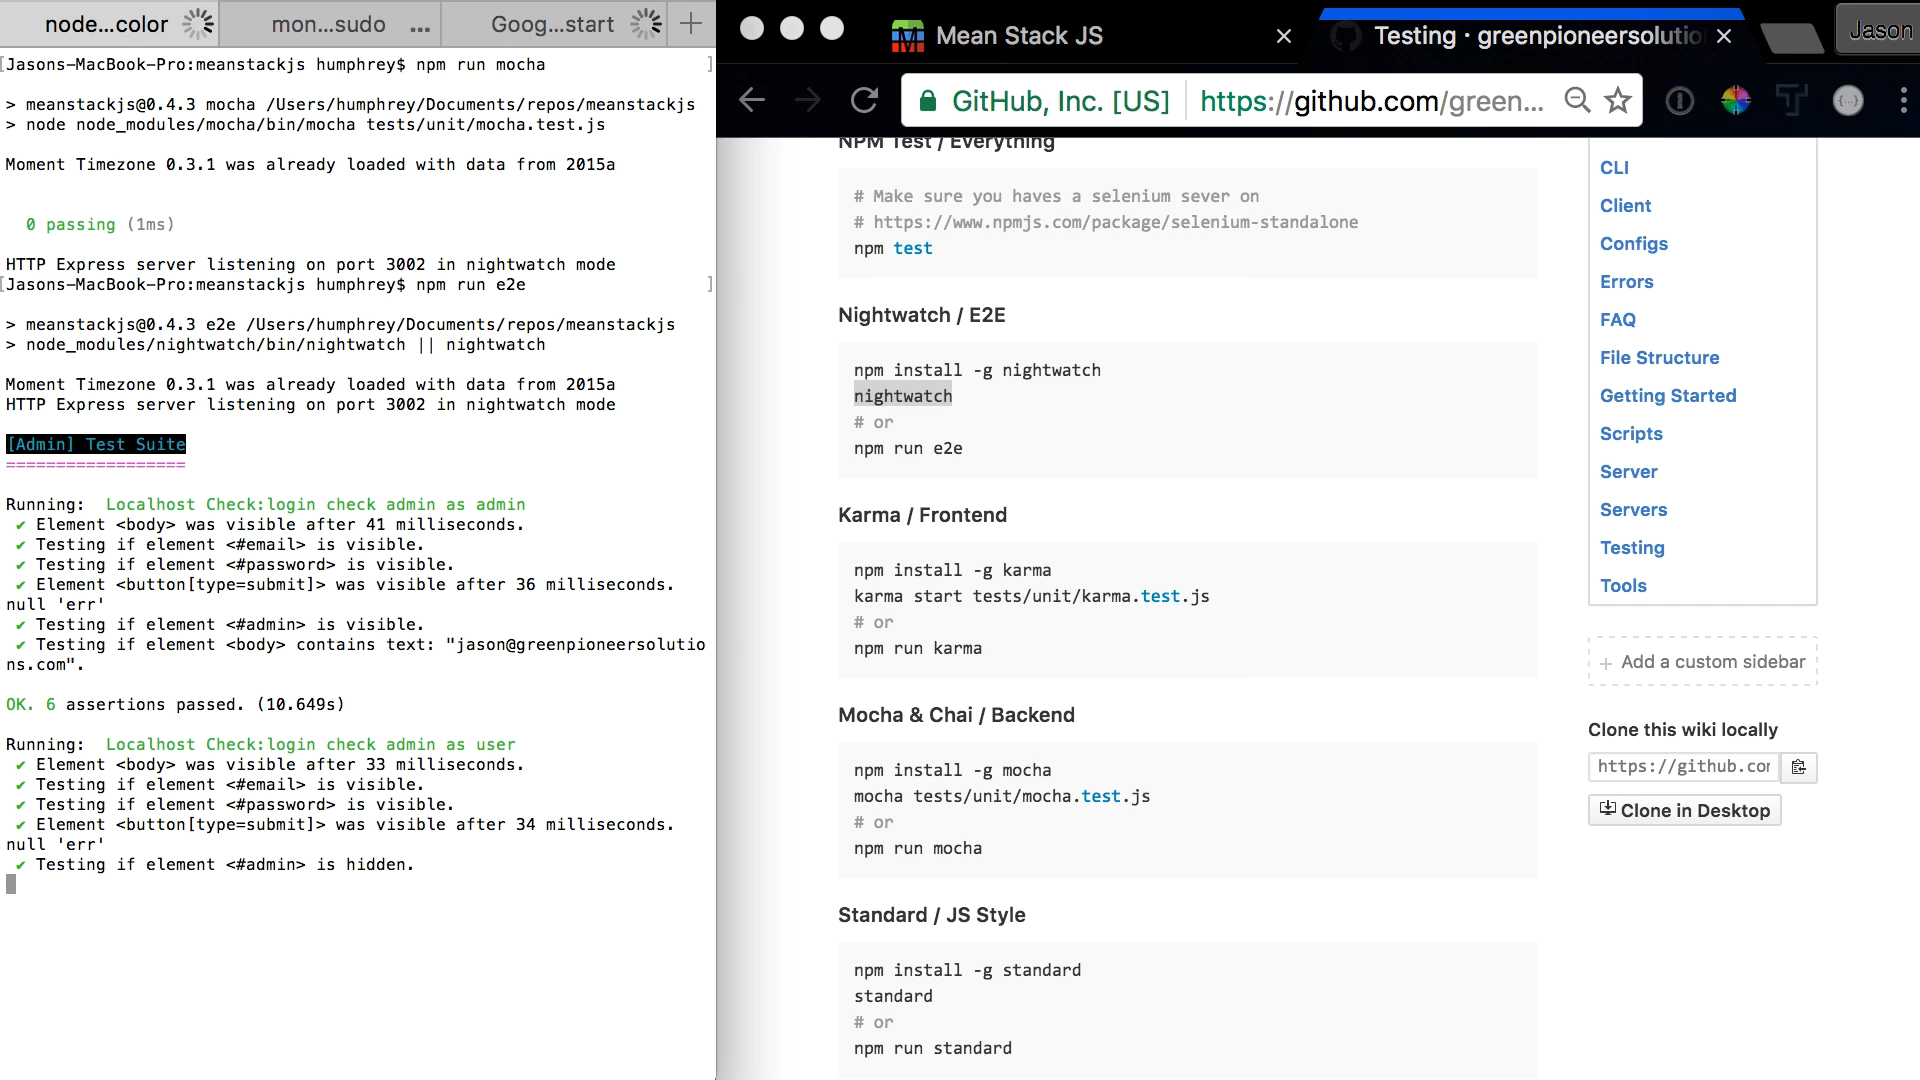 node...color
mon...sudo ...
Goog...start
[Jasons-MacBook-Pro:meanstackjs humphrey$ npm run mocha ]
> meanstackjs@0.4.3 mocha /Users/humphrey/Documents/repos/meanstackjs
> node node_modules/mocha/bin/mocha tests/unit/mocha.test.js
Moment Timezone 0.3.1 was already loaded with data from 2015a
0 passing (1ms)
HTTP Express server listening on port 3002 in nightwatch mode
[Jasons-MacBook-Pro:meanstackjs humphrey$ npm run e2e ]
> meanstackjs@0.4.3 e2e /Users/humphrey/Documents/repos/meanstackjs
> node_modules/nightwatch/bin/nightwatch || nightwatch
Moment Timezone 0.3.1 was already loaded with data from 2015a
HTTP Express server listening on port 3002 in nightwatch mode
[Admin] Test Suite
==================
Running:  Localhost Check:login check admin as admin
✔ Element <body> was visible after 41 milliseconds.
✔ Testing if element <#email> is visible.
✔ Testing if element <#password> is visible.
✔ Element <button[type=submit]> was visible after 36 milliseconds.
null 'err'
✔ Testing if element <#admin> is visible.
✔ Testing if element <body> contains text: "jason@greenpioneersolutio
ns.com".
OK. 6 assertions passed. (10.649s)
Running:  Localhost Check:login check admin as user
✔ Element <body> was visible after 33 milliseconds.
✔ Testing if element <#email> is visible.
✔ Testing if element <#password> is visible.
✔ Element <button[type=submit]> was visible after 34 milliseconds.
null 'err'
✔ Testing if element <#admin> is hidden.
Mean Stack JS
Testing · greenpioneersolutio
Jason
GitHub, Inc. [US]
https://github.com/green...
NPM Test / Everything
# Make sure you haves a selenium sever on
# https://www.npmjs.com/package/selenium-standalone
npm test
Nightwatch / E2E
npm install -g nightwatch
nightwatch
# or
npm run e2e
Karma / Frontend
npm install -g karma
karma start tests/unit/karma.test.js
# or
npm run karma
Mocha & Chai / Backend
npm install -g mocha
mocha tests/unit/mocha.test.js
# or
npm run mocha
Standard / JS Style
npm install -g standard
standard
# or
npm run standard
CLI
Client
Configs
Errors
FAQ
File Structure
Getting Started
Scripts
Server
Servers
Testing
Tools
+ Add a custom sidebar
Clone this wiki locally
https://github.cor
Clone in Desktop